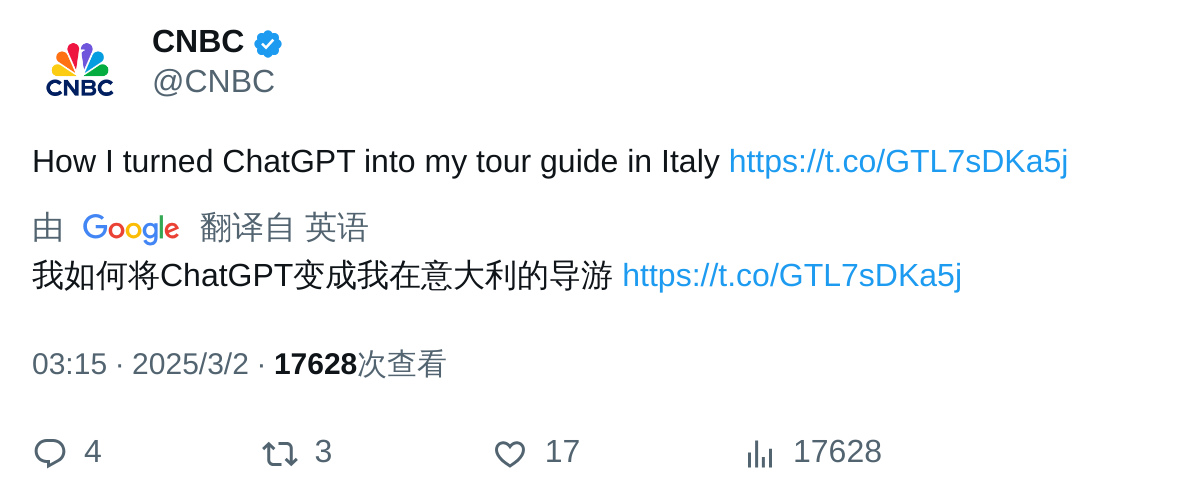 CNBC
@CNBC
CNBC
How I turned ChatGPT into my tour guide in Italy https://t.co/GTL7sDKa5j
由 Google 翻译自 英语
我如何将ChatGPT变成我在意大利的导游 https://t.co/GTL7sDKa5j
03:15 · 2025/3/2 · 17628次查看
4 3 17 17628